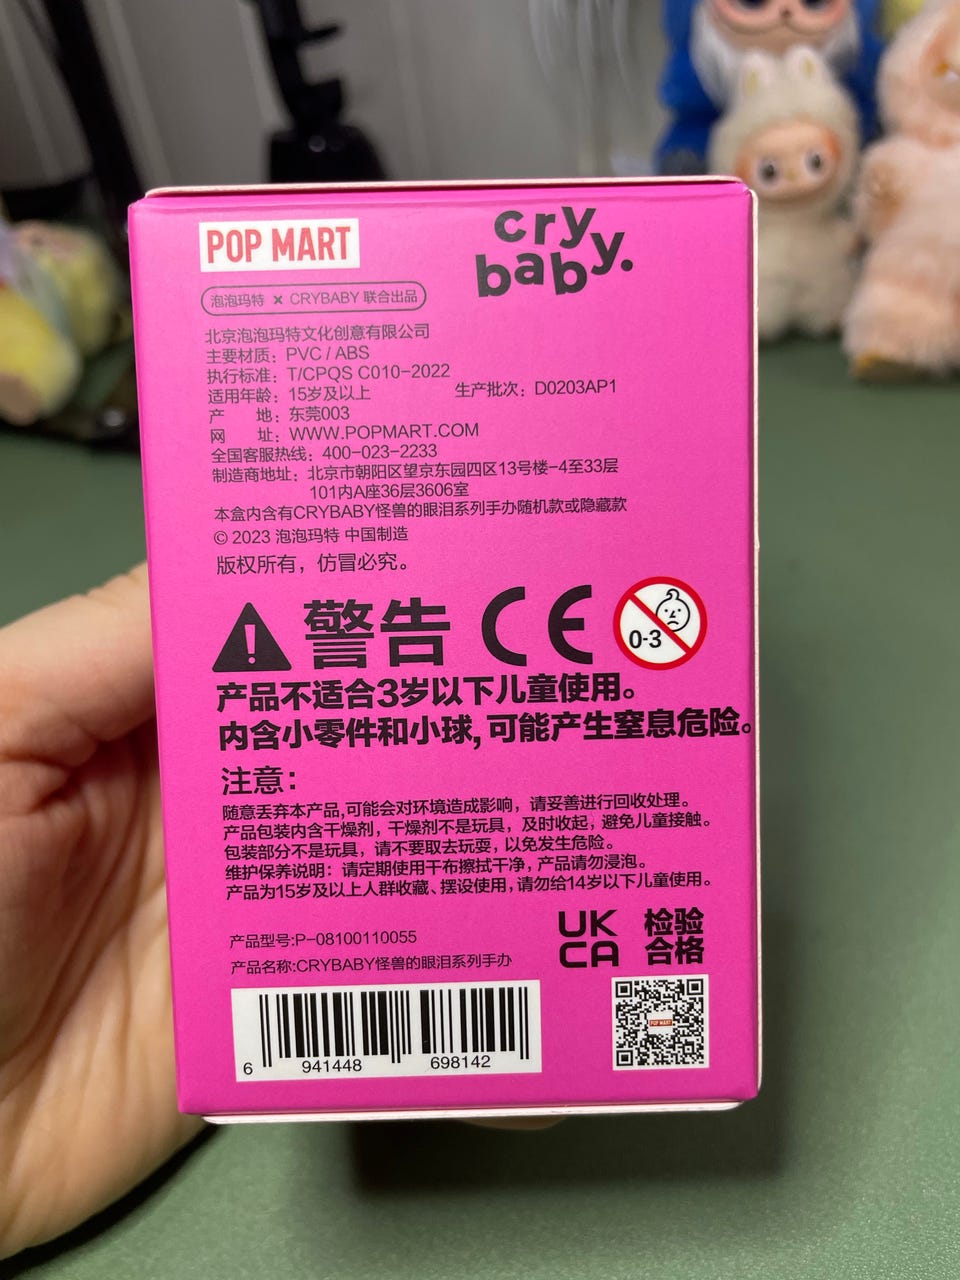 POP MART
cry baby.
泡泡玛特 × CRYBABY 联合出品
北京泡泡玛特文化创意有限公司
主要材质：PVC / ABS
执行标准：T/CPQS C010-2022
适用年龄：15岁及以上 生产批次：D0203AP1
产 地：东莞003
网 址：WWW.POPMART.COM
全国客服热线：400-023-2233
制造商地址：北京市朝阳区望京东园四区13号楼-4至33层
101内A座36层3606室
本盒内含有CRYBABY怪兽的眼泪系列手办随机款或隐藏款
© 2023 泡泡玛特 中国制造
版权所有，仿冒必究。
警告 CE 0-3
产品不适合3岁以下儿童使用。
内含小零件和小球，可能产生窒息危险。
注意：
随意丢弃本产品,可能会对环境造成影响，请妥善进行回收处理。
产品包装内含干燥剂，干燥剂不是玩具，及时收起，避免儿童接触。
包装部分不是玩具，请不要取去玩耍，以免发生危险。
维护保养说明：请定期使用干布擦拭干净，产品请勿浸泡。
产品为15岁及以上人群收藏、摆设使用，请勿给14岁以下儿童使用。
UK CA 检验合格
产品型号:P-08100110055
产品名称:CRYBABY怪兽的眼泪系列手办
6 941448 698142
POP MART